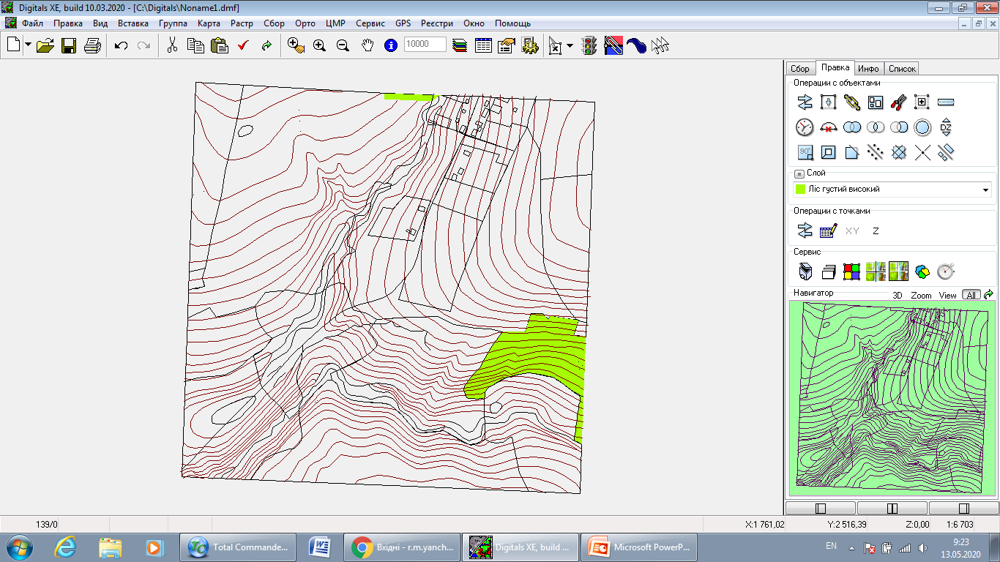 Digitals XE, build 10.03.2020 - [C:\Digitals\Noname1.dmf]
Файл Правка Вид Вставка Группа Карта Растр Сбор Орто ЦМР Сервис GPS Реестри Окно Помощь
10000
Сбор Правка Инфо Список
Операции с объектами
DZ
90°
Слой
Ліс густий високий
Операции с точками
XY Z
Сервис
Навигатор 3D Zoom View All
139/0 X:1 761,02 Y:2 516,39 Z:0,00 1:6 703
Total Commande... Вхідні - r.m.yanch... Digitals XE, build ... Microsoft PowerP... EN 9:23
13.05.2020